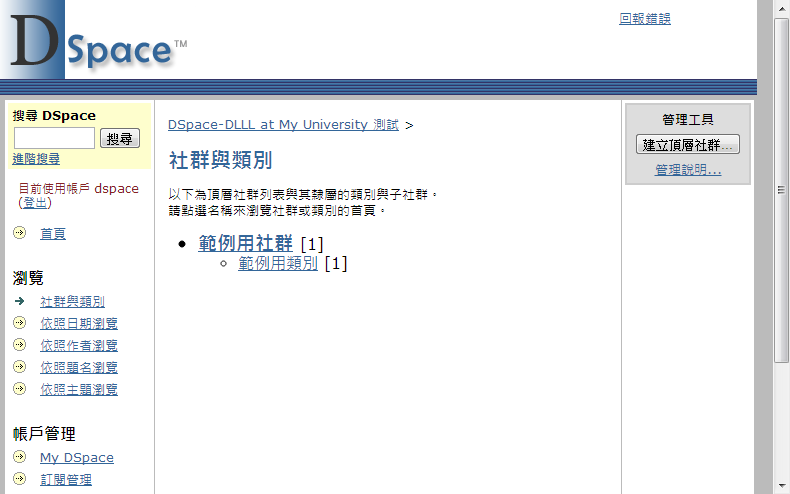 DSpace™
回報錯誤
搜尋 DSpace
搜尋
進階搜尋
目前使用帳戶 dspace
(登出)
首頁
瀏覽
社群與類別
依照日期瀏覽
依照作者瀏覽
依照題名瀏覽
依照主題瀏覽
帳戶管理
My DSpace
訂閱管理
DSpace-DLLL at My University 測試 >
社群與類別
以下為頂層社群列表與其隸屬的類別與子社群。
請點選名稱來瀏覽社群或類別的首頁。
範例用社群 [1]
範例用類別 [1]
管理工具
建立頂層社群...
管理說明...